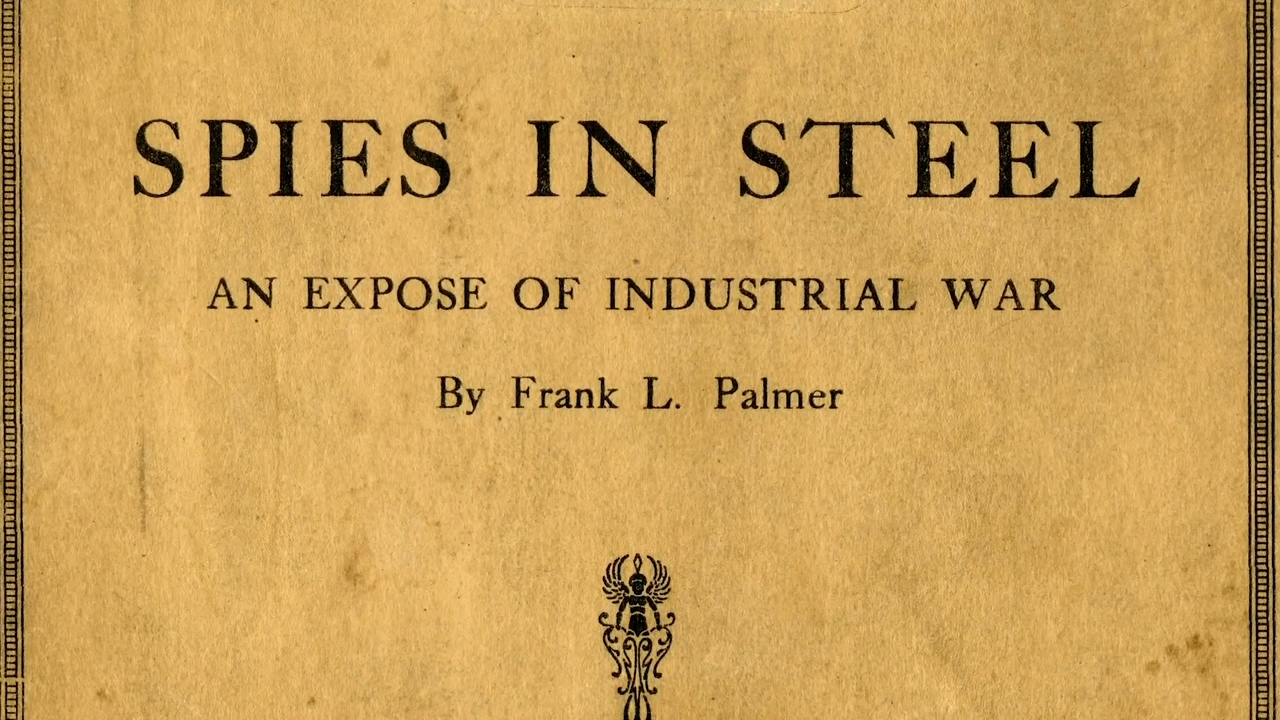 SPIES IN STEEL
AN EXPOSE OF INDUSTRIAL WAR
By Frank L. Palmer